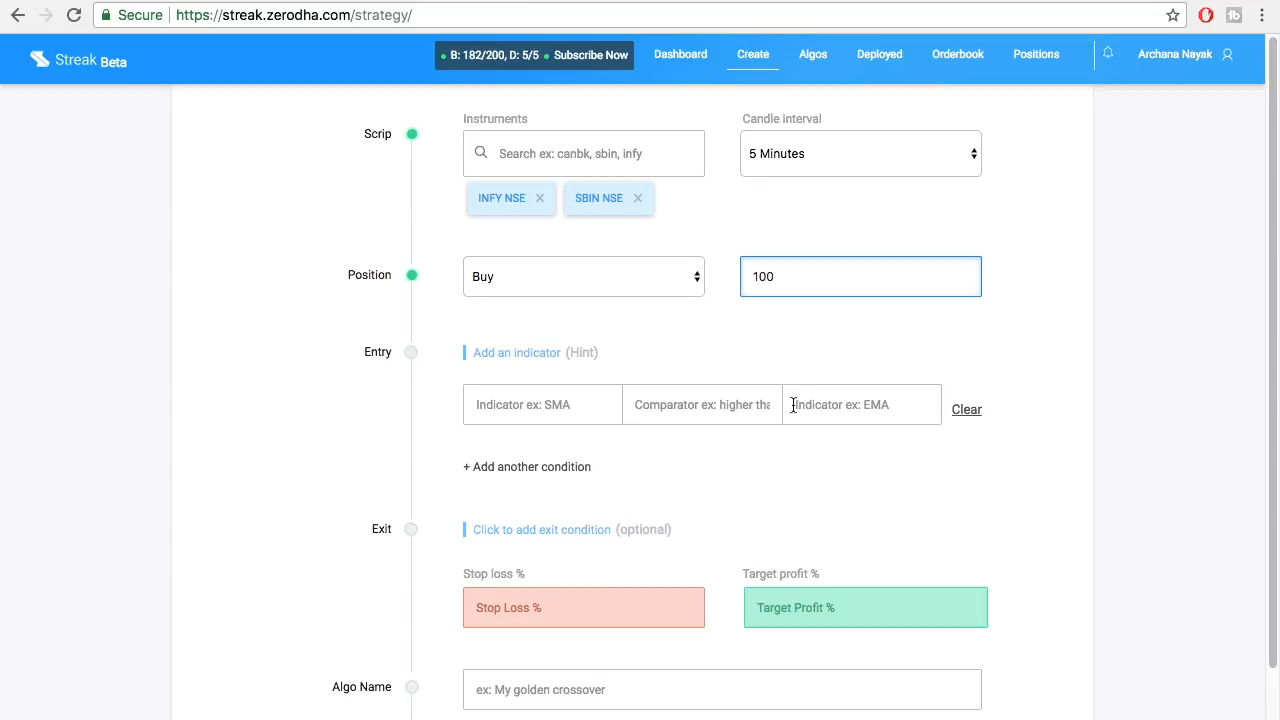 Secure https://streak.zerodha.com/strategy/
Streak Beta
B: 182/200, D: 5/5 Subscribe Now Dashboard Create Algos Deployed Orderbook Positions Archana Nayak
Instruments Candle interval
Scrip
Search ex: canbk, sbin, infy 5 Minutes
INFY NSE SBIN NSE
Position Buy 100
Entry Add an indicator (Hint)
Indicator ex: SMA Comparator ex: higher tha Indicator ex: EMA Clear
+ Add another condition
Exit Click to add exit condition (optional)
Stop loss % Target profit %
Stop Loss % Target Profit %
Algo Name ex: My golden crossover